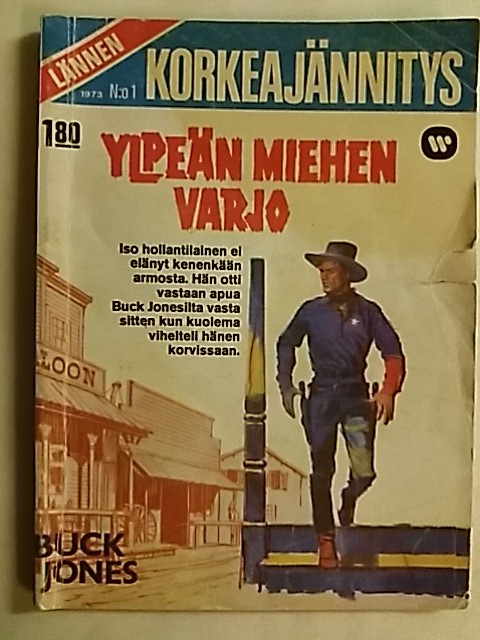 LÄNNEN
1973 N:o 1
KORKEAJÄNNITYS
1.80
W
YLPEÄN MIEHEN
VARJO
Iso hollantilainen ei
elänyt kenenkään
armosta. Hän otti
vastaan apua
Buck Jonesilta vasta
sitten kun kuolema
vihelteli hänen
korvissaan.
LOON
BUCK
JONES